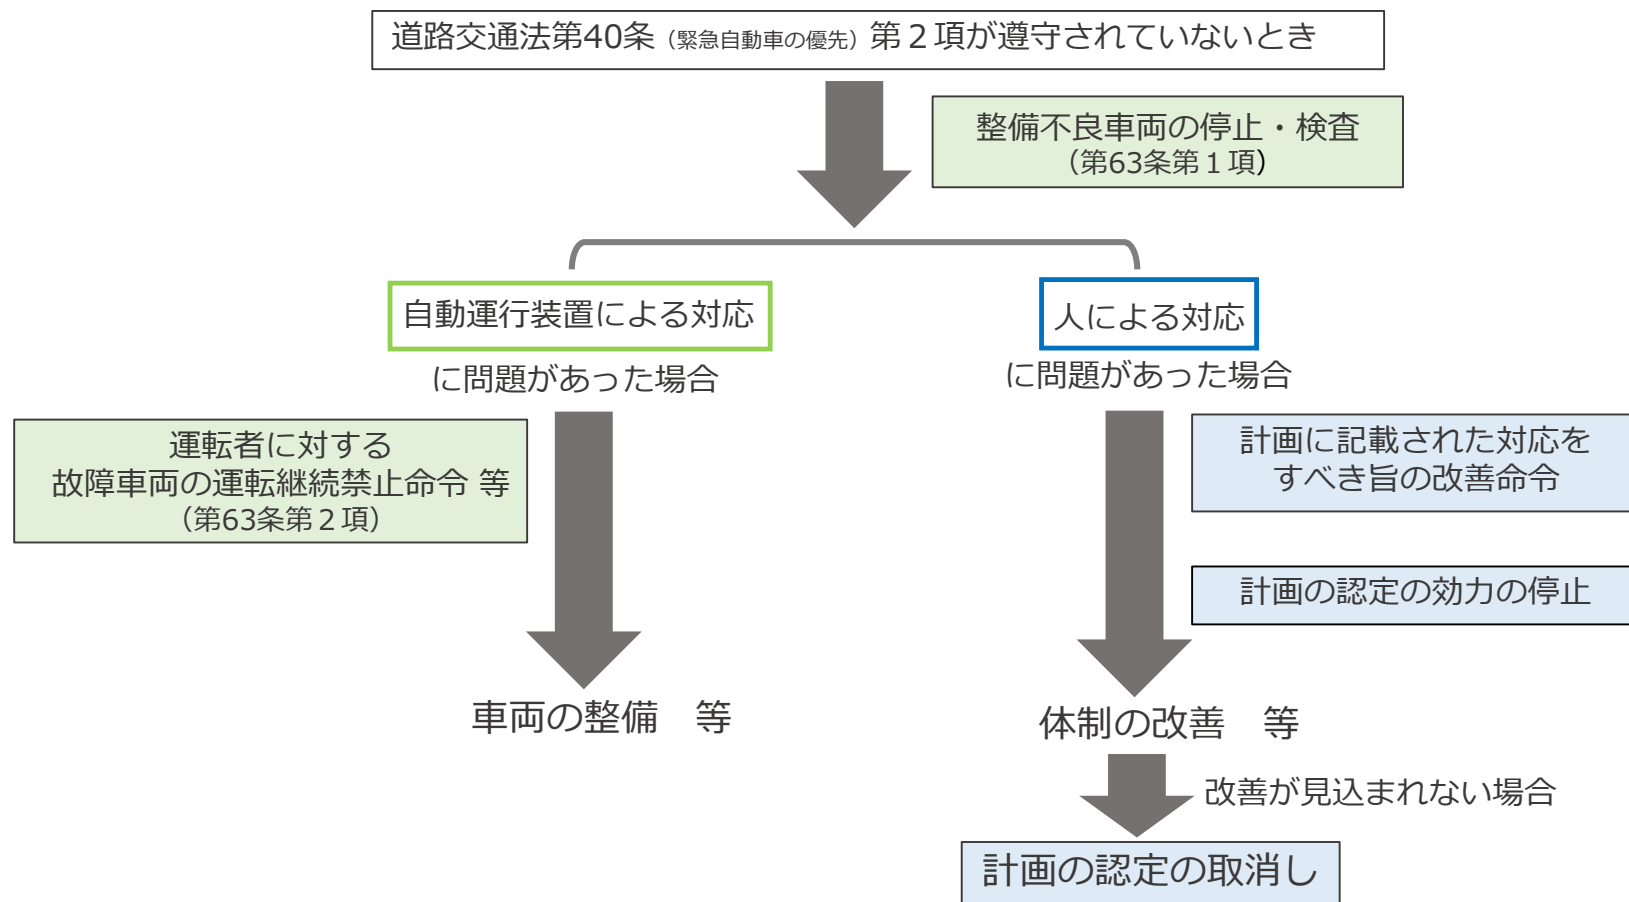 道路交通法第40条（緊急自動車の優先）第２項が遵守されていないとき
整備不良車両の停止・検査
（第63条第１項）
自動運行装置による対応
に問題があった場合
運転者に対する
故障車両の運転継続禁止命令 等
（第63条第２項）
車両の整備　等
人による対応
に問題があった場合
計画に記載された対応を
すべき旨の改善命令
計画の認定の効力の停止
体制の改善　等
改善が見込まれない場合
計画の認定の取消し